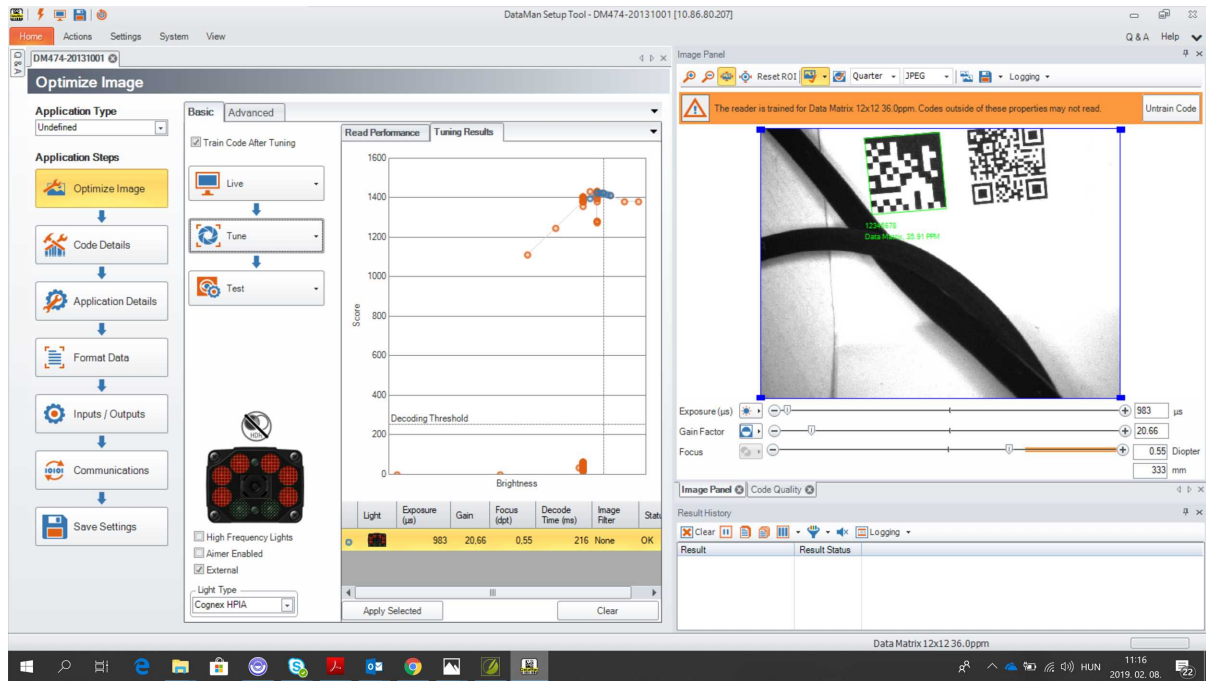 DataMan Setup Tool - DM474-20131001 [10.86.80.207]
Home Actions Settings System View
Q & A Help
Q & A
DM474-20131001
Optimize Image
Application Type
Undefined
Application Steps
Optimize Image
Code Details
Application Details
Format Data
Inputs / Outputs
Communications
Save Settings
Basic Advanced
Train Code After Tuning
Live
Tune
Test
HDR
High Frequency Lights
Aimer Enabled
External
Light Type
Cognex HPIA
Read Performance Tuning Results
1600
1400
1200
1000
800
600
400
200
0
Score
Decoding Threshold
Brightness
Light Exposure (µs) Gain Focus (dpt) Decode Time (ms) Image Filter
983 20,66 0,55 216 None OK
Apply Selected Clear
Image Panel
Reset ROI Quarter JPEG Logging
The reader is trained for Data Matrix 12x12 36.0ppm. Codes outside of these properties may not read.
Untrain Code
12345678
Data Matrix, 35.91 PPM
Exposure (µs) 983 µs
Gain Factor 20.66
Focus 0.55 Diopter
333 mm
Image Panel Code Quality
Result History
Clear Logging
Result Result Status
Data Matrix 12x12 36.0ppm
HUN
11:16
2019. 02. 08.
22